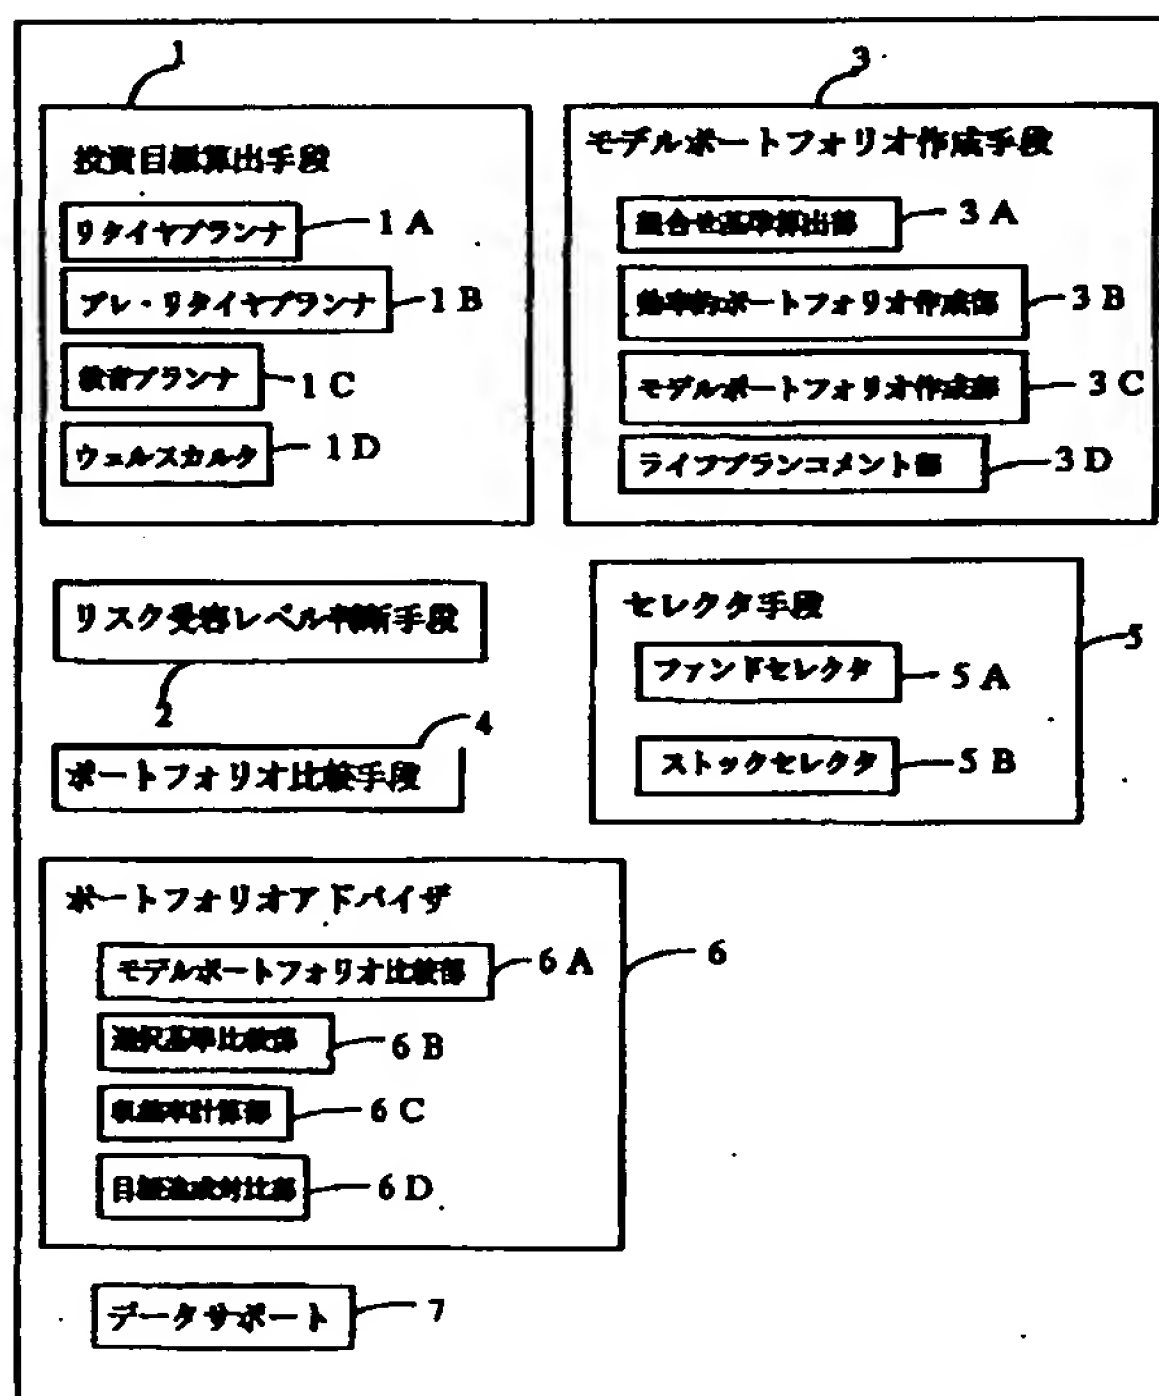 1
投資目標算出手段
リタイヤプランナ 1A
プレ・リタイヤプランナ 1B
教育プランナ 1C
ウェルスカルク 1D
3
モデルポートフォリオ作成手段
組合せ基準算出部 3A
効率的ポートフォリオ作成部 3B
モデルポートフォリオ作成部 3C
ライフプランコメント部 3D
リスク受容レベル判断手段
2
4
ポートフォリオ比較手段
セレクタ手段
5
ファンドセレクタ 5A
ストックセレクタ 5B
ポートフォリオアドバイザ
6
モデルポートフォリオ比較部 6A
選択基準比較部 6B
収益率計算部 6C
目標達成対比部 6D
データサポート 7